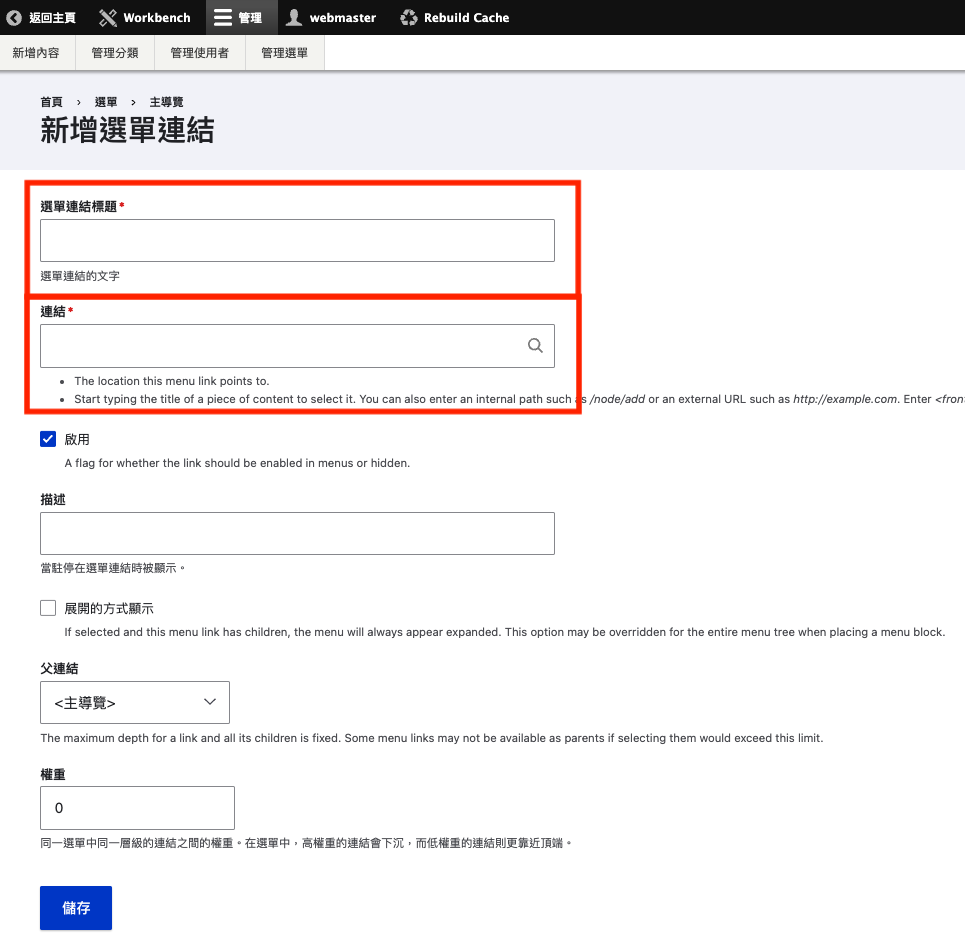 返回主頁 Workbench 管理 webmaster Rebuild Cache
新增內容 管理分類 管理使用者 管理選單
首頁 › 選單 › 主導覽
新增選單連結
選單連結標題*
選單連結的文字
連結*
• The location this menu link points to.
• Start typing the title of a piece of content to select it. You can also enter an internal path such as /node/add or an external URL such as http://example.com. Enter <fron
啟用
A flag for whether the link should be enabled in menus or hidden.
描述
當駐停在選單連結時被顯示。
展開的方式顯示
If selected and this menu link has children, the menu will always appear expanded. This option may be overridden for the entire menu tree when placing a menu block.
父連結
<主導覽>
The maximum depth for a link and all its children is fixed. Some menu links may not be available as parents if selecting them would exceed this limit.
權重
0
同一選單中同一層級的連結之間的權重。在選單中，高權重的連結會下沉，而低權重的連結則更靠近頂端。
儲存